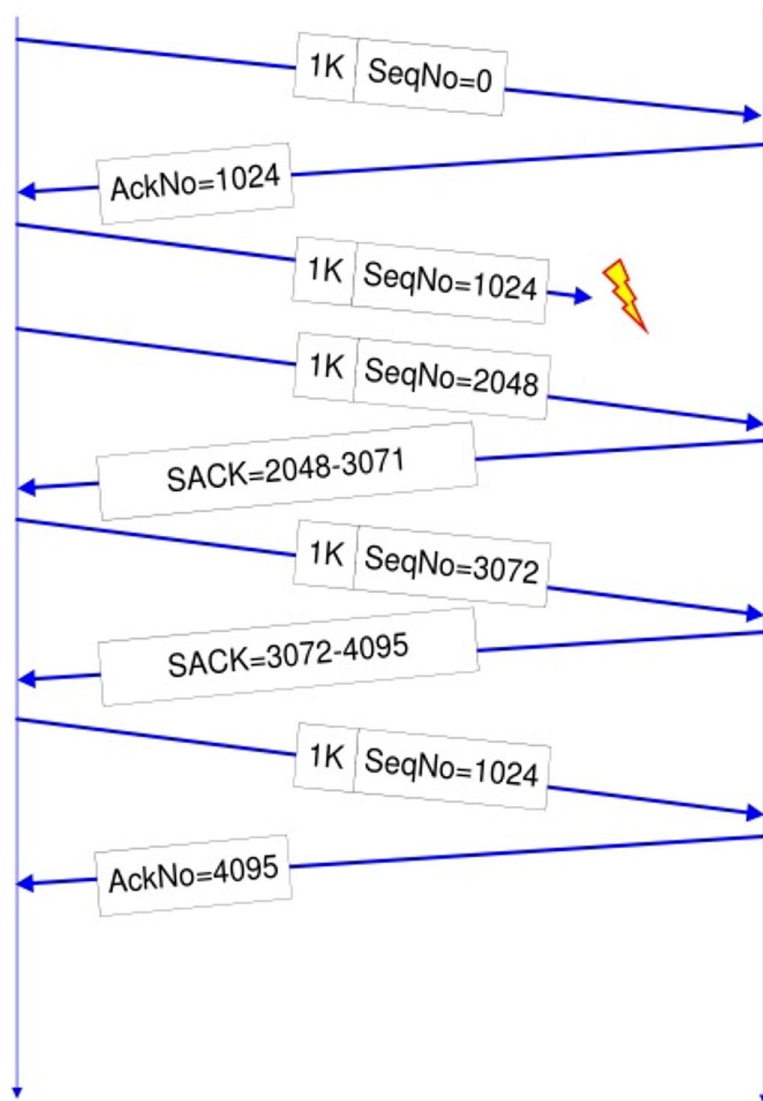 1K SeqNo=0
AckNo=1024
1K SeqNo=1024
1K SeqNo=2048
SACK=2048-3071
1K SeqNo=3072
SACK=3072-4095
1K SeqNo=1024
AckNo=4095